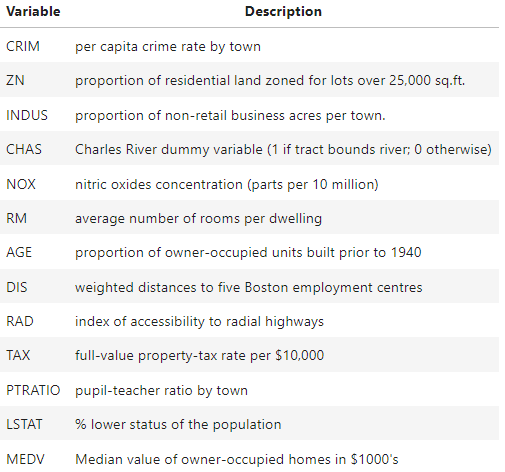 Variable Description
CRIM per capita crime rate by town
ZN proportion of residential land zoned for lots over 25,000 sq.ft.
INDUS proportion of non-retail business acres per town.
CHAS Charles River dummy variable (1 if tract bounds river; 0 otherwise)
NOX nitric oxides concentration (parts per 10 million)
RM average number of rooms per dwelling
AGE proportion of owner-occupied units built prior to 1940
DIS weighted distances to five Boston employment centres
RAD index of accessibility to radial highways
TAX full-value property-tax rate per $10,000
PTRATIO pupil-teacher ratio by town
LSTAT % lower status of the population
MEDV Median value of owner-occupied homes in $1000's